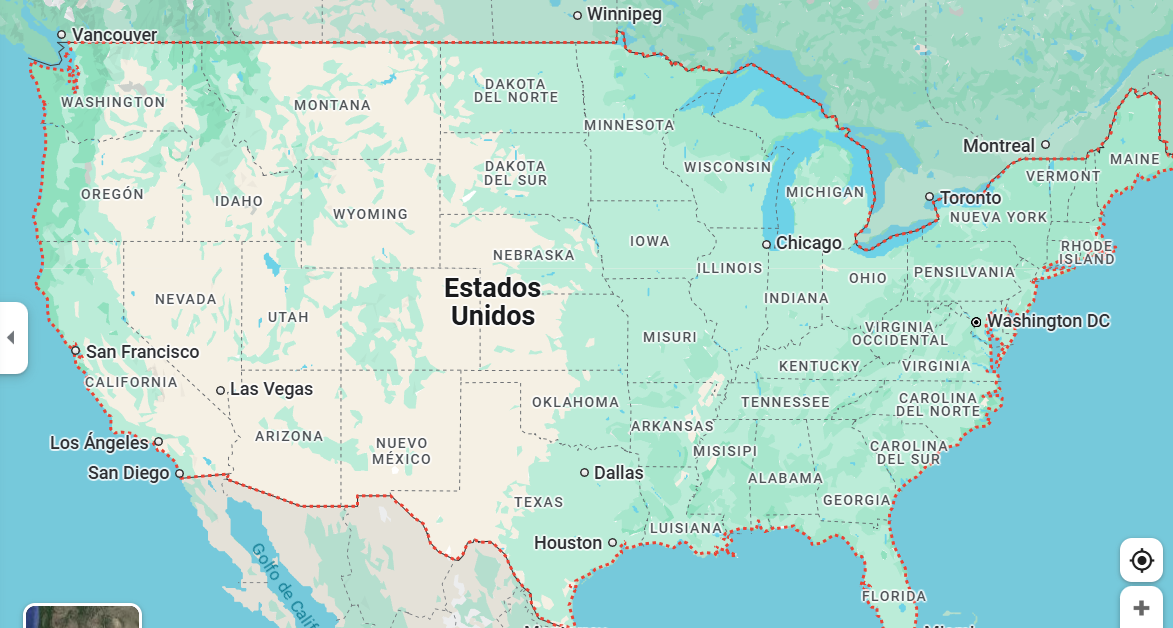 Winnipeg
Vancouver
WASHINGTON
MONTANA
DAKOTA
DEL NORTE
MINNESOTA
Montreal
MAINE
OREGÓN
IDAHO
WYOMING
DAKOTA
DEL SUR
WISCONSIN
MICHIGAN
VERMONT
Toronto
NUEVA YORK
NEBRASKA
IOWA
Chicago
RHODE
ISLAND
ILLINOIS
OHIO
PENSILVANIA
NEVADA
UTAH
Estados
Unidos
INDIANA
Washington DC
MISURI
VIRGINIA
OCCIDENTAL
San Francisco
CALIFORNIA
Las Vegas
KENTUCKY
VIRGINIA
OKLAHOMA
TENNESSEE
CAROLINA
DEL NORTE
Los Ángeles
ARIZONA
NUEVO
MÉXICO
ARKANSAS
MISISIPI
CAROLINA
DEL SUR
San Diego
Dallas
ALABAMA
TEXAS
GEORGIA
Houston
LUISIANA
Golfo de Calif
FLORIDA